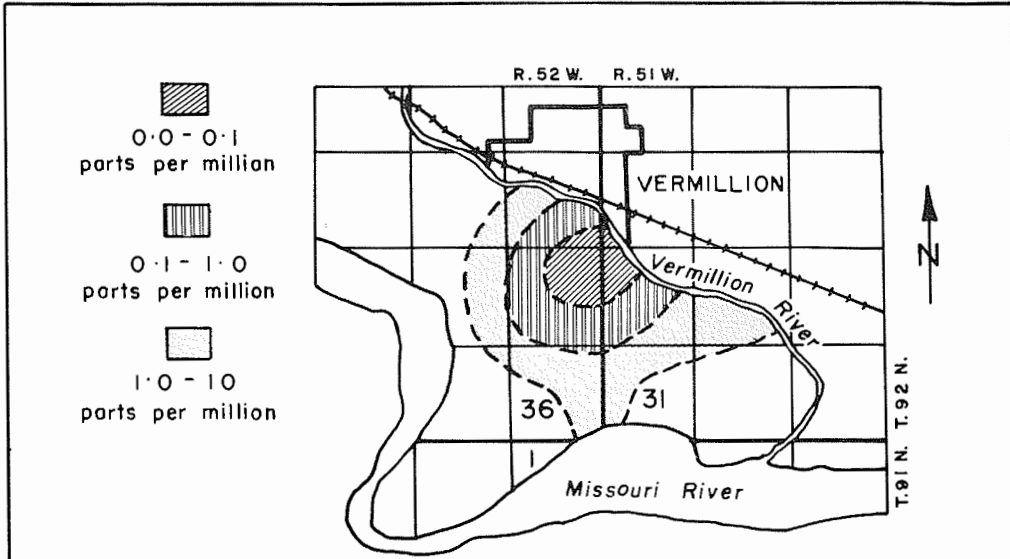 R. 52 W. R. 51 W.
0.0 - 0.1
parts per million
0.1 - 1.0
parts per million
1.0 - 10
parts per million
VERMILLION
N
Vermillion River
36
31
1
Missouri River
T. 91 N. T. 92 N.